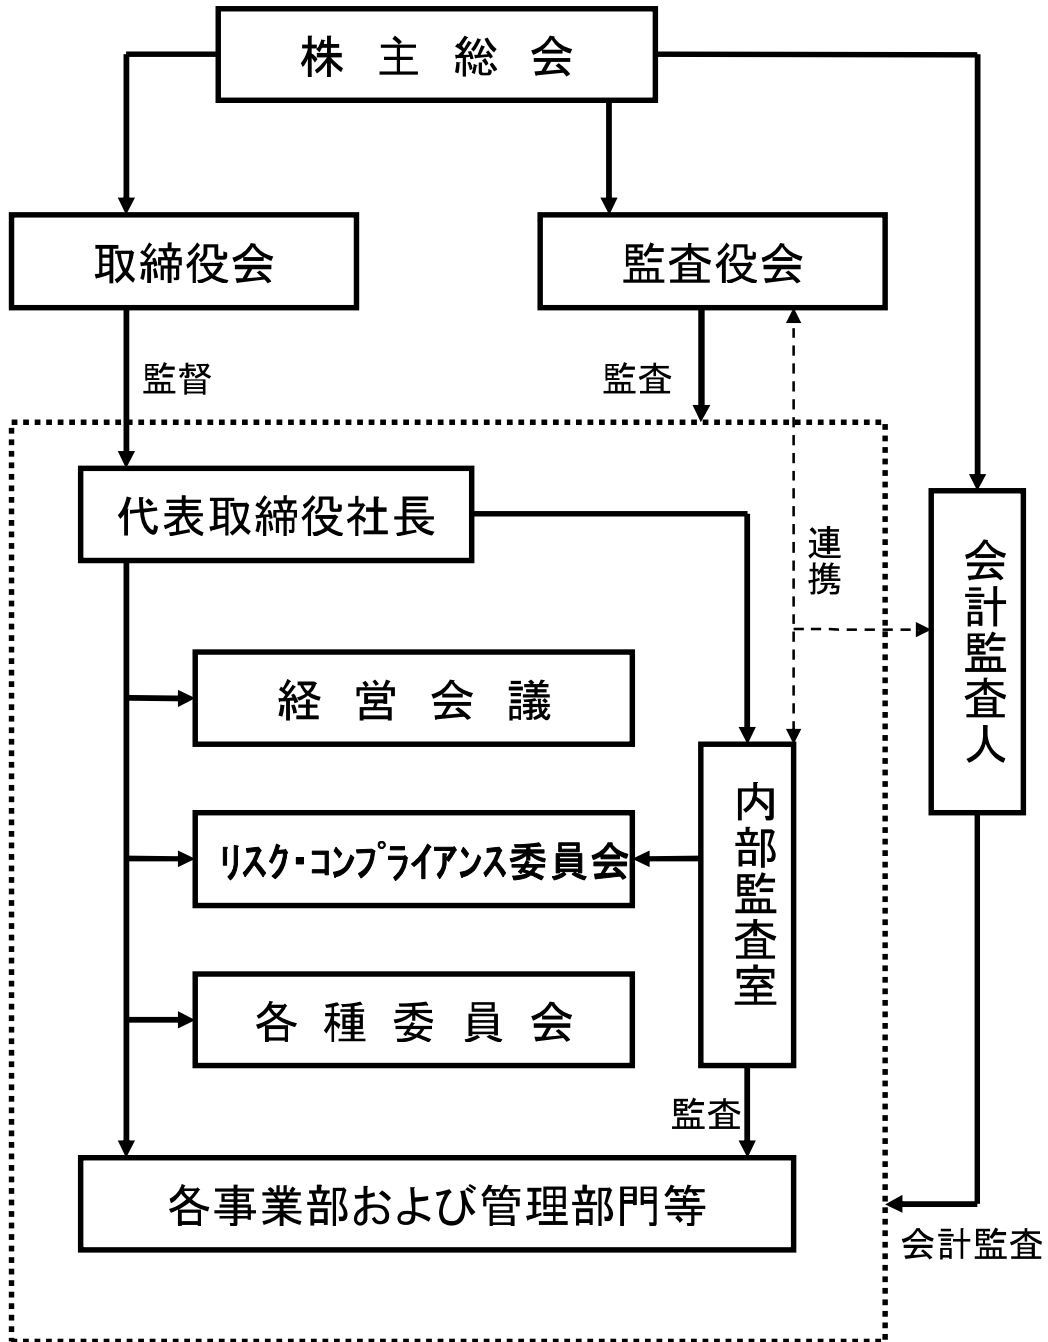 株主総会
取締役会
監査役会
監督
監査
代表取締役社長
連携
会計監査人
経営会議
内部監査室
リスク・コンプライアンス委員会
各種委員会
監査
各事業部および管理部門等
会計監査